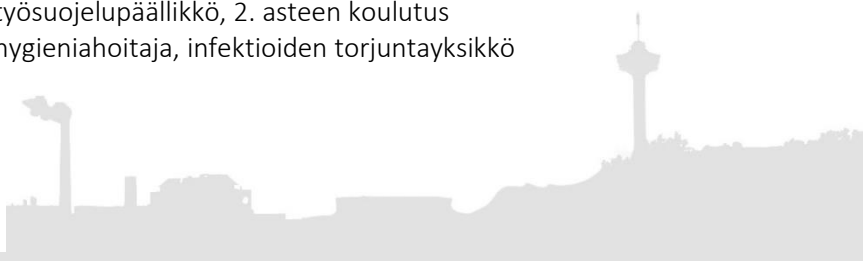 työsuojelupäällikkö, 2. asteen koulutus
hygieniahoitaja, infektioiden torjuntayksikkö